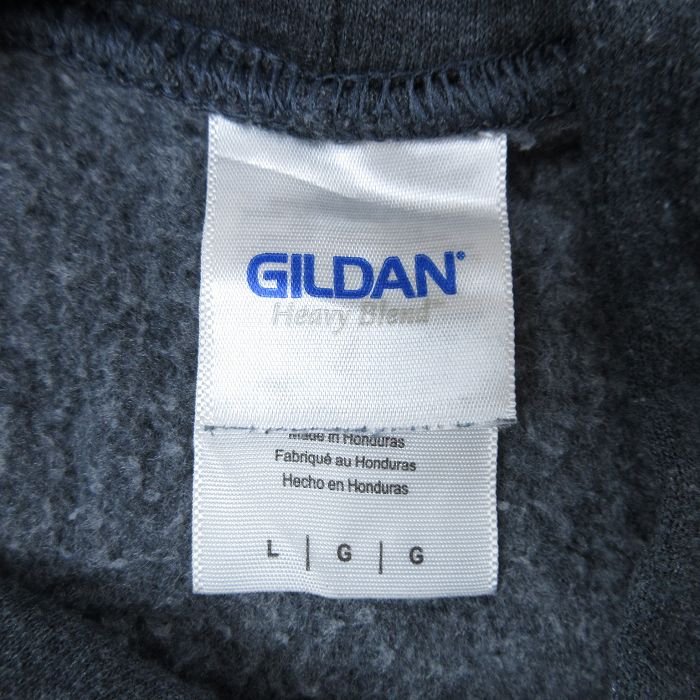 GILDAN®
Heavy Blend
Made in Honduras
Fabriqué au Honduras
Hecho en Honduras
L | G | G